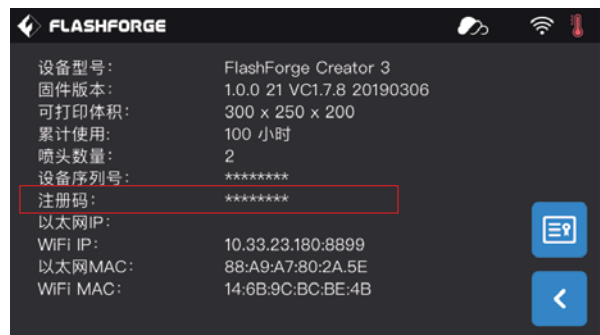 FLASHFORGE
设备型号: FlashForge Creator 3
固件版本: 1.0.0 21 VC1.7.8 20190306
可打印体积: 300 x 250 x 200
累计使用: 100 小时
喷头数量: 2
设备序列号: ********
注册码: ********
以太网IP:
WiFi IP: 10.33.23.180:8899
以太网MAC: 88:A9:A7:80:2A.5E
WiFi MAC: 14:6B:9C:BC:BE:4B